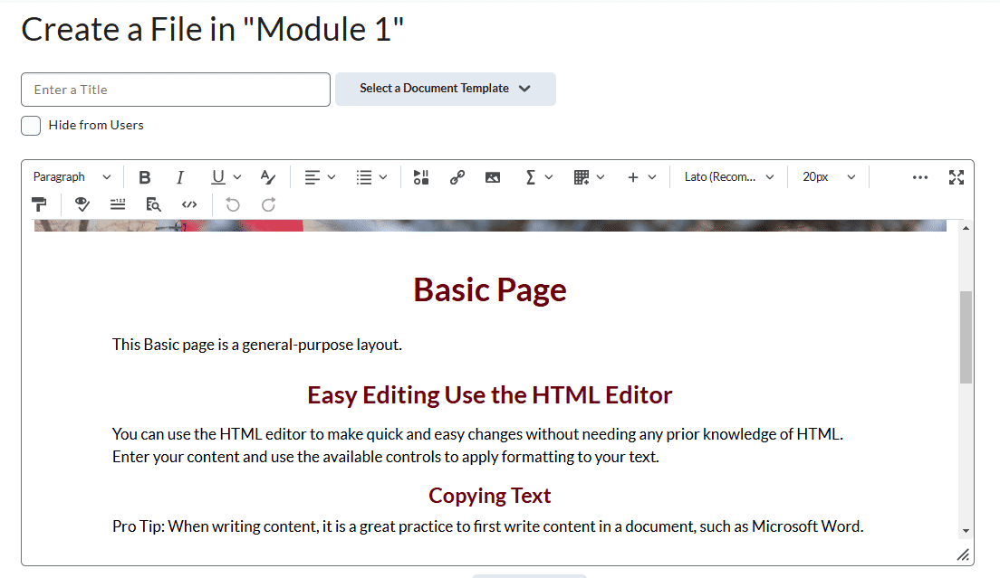 Create a File in "Module 1"
Enter a Title
Select a Document Template
Hide from Users
Paragraph B I U A Σ + Lato (Recom... 20px ...
123 </>
Basic Page
This Basic page is a general-purpose layout.
Easy Editing Use the HTML Editor
You can use the HTML editor to make quick and easy changes without needing any prior knowledge of HTML.
Enter your content and use the available controls to apply formatting to your text.
Copying Text
Pro Tip: When writing content, it is a great practice to first write content in a document, such as Microsoft Word.